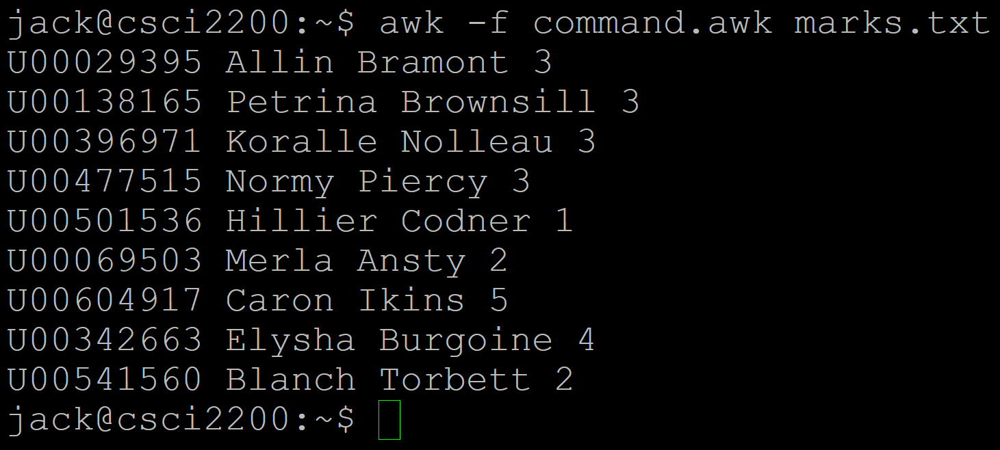 jack@csci2200:~$ awk -f command.awk marks.txt
U00029395 Allin Bramont 3
U00138165 Petrina Brownsill 3
U00396971 Koralle Nolleau 3
U00477515 Normy Piercy 3
U00501536 Hillier Codner 1
U00069503 Merla Ansty 2
U00604917 Caron Ikins 5
U00342663 Elysha Burgoine 4
U00541560 Blanch Torbett 2
jack@csci2200:~$